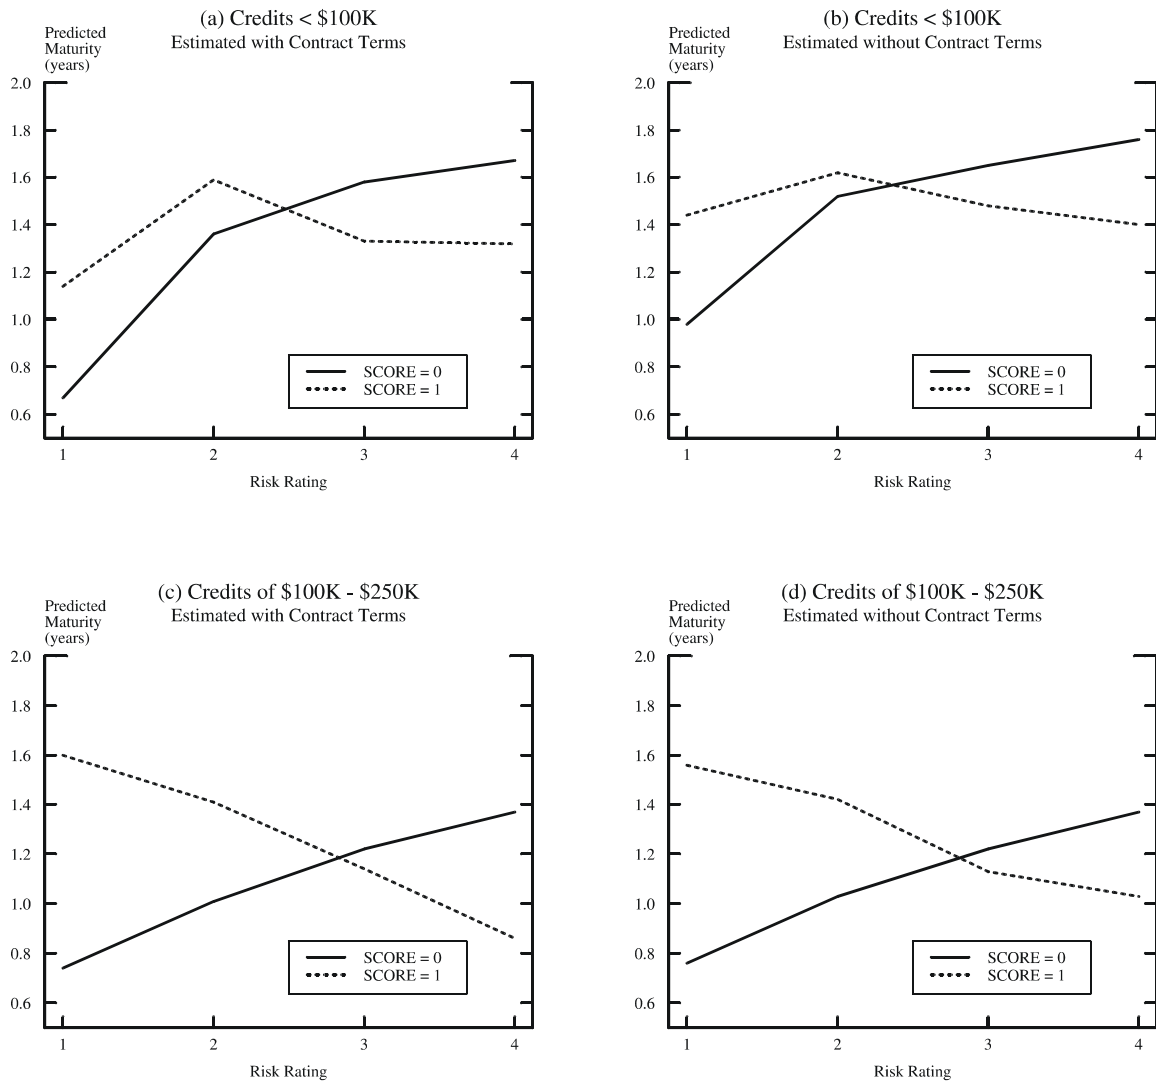 (a) Credits < $100K
Estimated with Contract Terms
Predicted
Maturity
(years)
2.0
1.8
1.6
1.4
1.2
1.0
0.8
0.6
SCORE = 0
SCORE = 1
1 2 3 4
Risk Rating
(b) Credits < $100K
Estimated without Contract Terms
Predicted
Maturity
(years)
2.0
1.8
1.6
1.4
1.2
1.0
0.8
0.6
SCORE = 0
SCORE = 1
1 2 3 4
Risk Rating
(c) Credits of $100K - $250K
Estimated with Contract Terms
Predicted
Maturity
(years)
2.0
1.8
1.6
1.4
1.2
1.0
0.8
0.6
SCORE = 0
SCORE = 1
1 2 3 4
Risk Rating
(d) Credits of $100K - $250K
Estimated without Contract Terms
Predicted
Maturity
(years)
2.0
1.8
1.6
1.4
1.2
1.0
0.8
0.6
SCORE = 0
SCORE = 1
1 2 3 4
Risk Rating